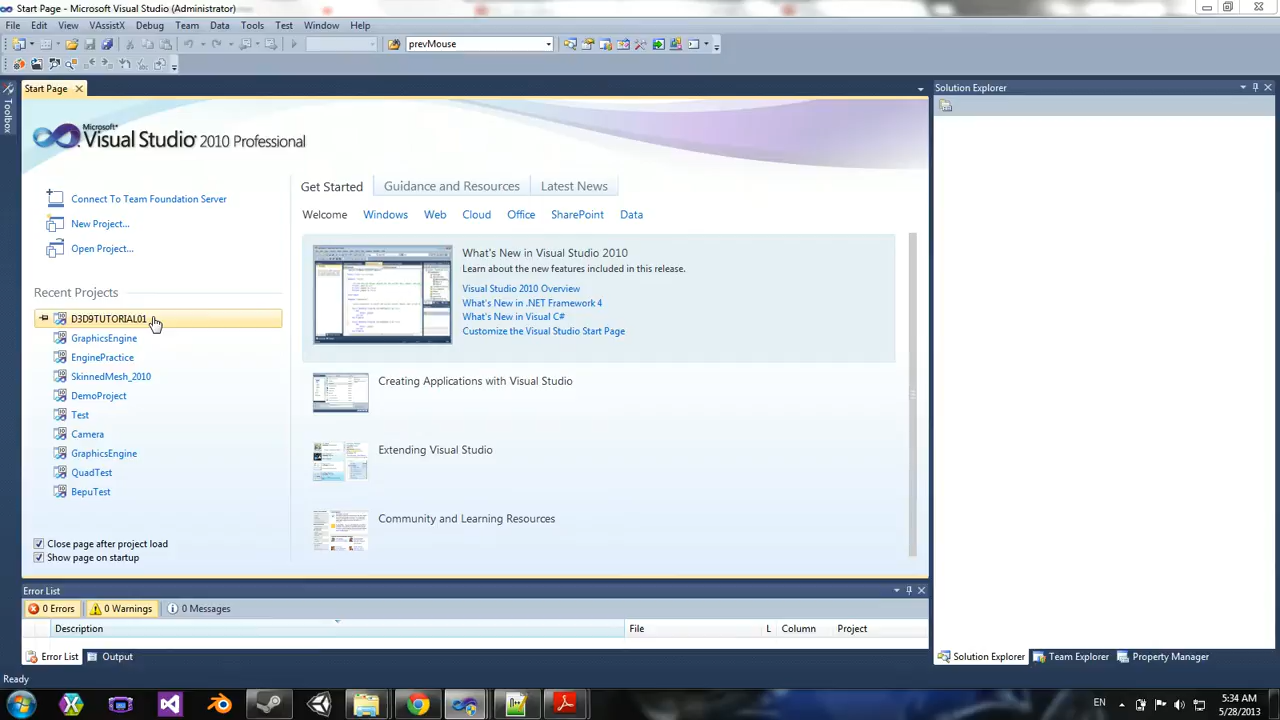 Start Page - Microsoft Visual Studio (Administrator)
File Edit View VAssistX Debug Team Data Tools Test Window Help
prevMouse
Start Page
Solution Explorer
Toolbox
Microsoft®
Visual Studio® 2010 Professional
Connect To Team Foundation Server
New Project...
Open Project...
Recent Projects
D3D3TUTORIAL01
GraphicsEngine
EnginePractice
SkinnedMesh_2010
DemoProject
Test
Camera
GraphicsEngine
QuadTest
BepuTest
Close page after project load
Show page on startup
Get Started Guidance and Resources Latest News
Welcome Windows Web Cloud Office SharePoint Data
What's New in Visual Studio 2010
Learn about the new features included in this release.
Visual Studio 2010 Overview
What's New in .NET Framework 4
What's New in Visual C#
Customize the Visual Studio Start Page
Creating Applications with Visual Studio
Extending Visual Studio
Community and Learning Resources
Error List
0 Errors 0 Warnings 0 Messages
Description File L Column Project
Error List Output
Solution Explorer Team Explorer Property Manager
Ready
EN
5:34 AM
5/28/2013